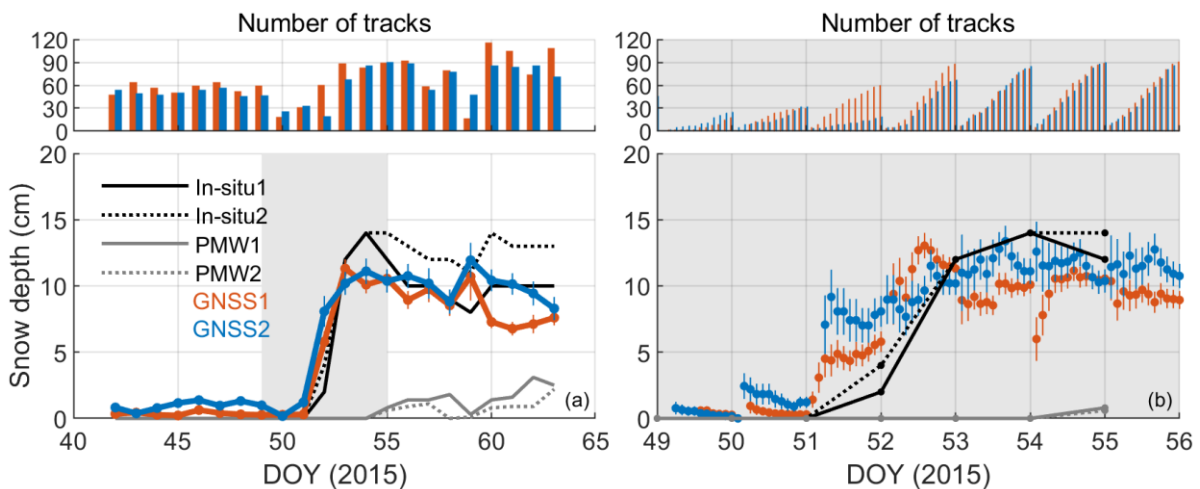 Number of tracks
120
90
60
30
0
20
15
10
5
0
Snow depth (cm)
In-situ1
In-situ2
PMW1
PMW2
GNSS1
GNSS2
(a)
40 45 50 55 60 65
DOY (2015)
Number of tracks
120
90
60
30
0
20
15
10
5
0
(b)
49 50 51 52 53 54 55 56
DOY (2015)